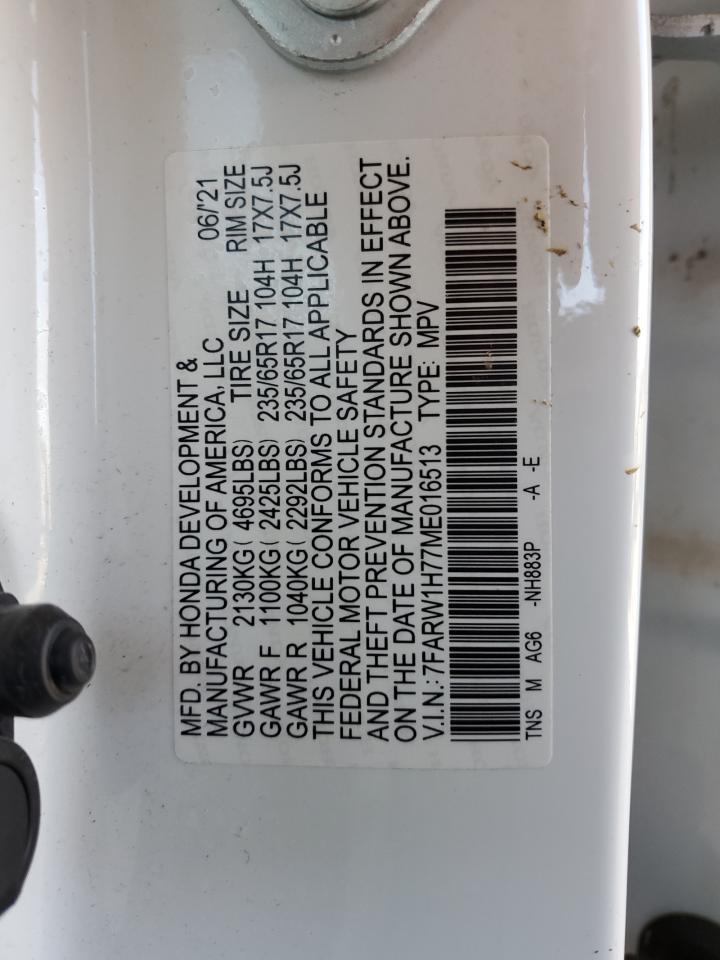 MFD. BY HONDA DEVELOPMENT &
MANUFACTURING OF AMERICA, LLC 06/'21
GVWR 2130KG( 4695LBS) TIRE SIZE RIM SIZE
GAWR F 1100KG( 2425LBS) 235/65R17 104H 17X7.5J
GAWR R 1040KG( 2292LBS) 235/65R17 104H 17X7.5J
THIS VEHICLE CONFORMS TO ALL APPLICABLE
FEDERAL MOTOR VEHICLE SAFETY
AND THEFT PREVENTION STANDARDS IN EFFECT
ON THE DATE OF MANUFACTURE SHOWN ABOVE.
V.I.N.:7FARW1H77ME016513 TYPE: MPV
TNS M AG6 -NH883P -A -E